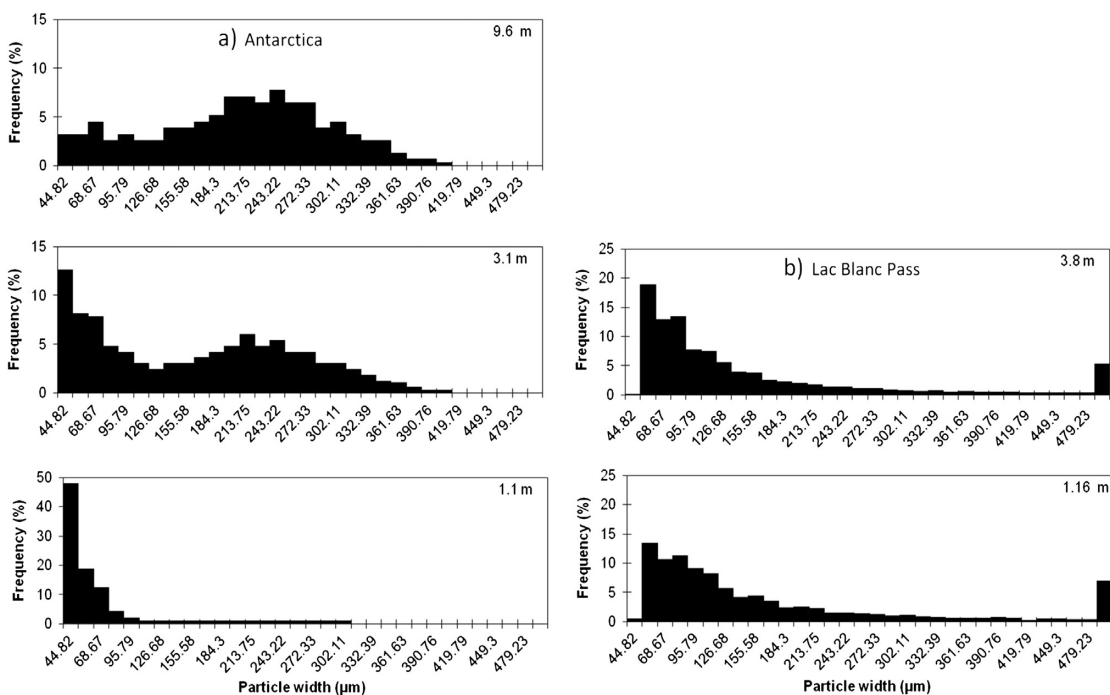 a) Antarctica
9.6 m
Frequency (%)
15
10
5
0
44.82 68.67 95.79 126.68 155.58 184.3 213.75 243.22 272.33 302.11 332.39 361.63 390.76 419.79 449.3 479.23
3.1 m
Frequency (%)
15
10
5
0
44.82 68.67 95.79 126.68 155.58 184.3 213.75 243.22 272.33 302.11 332.39 361.63 390.76 419.79 449.3 479.23
1.1 m
Frequency (%)
50
40
30
20
10
0
44.82 68.67 95.79 126.68 155.58 184.3 213.75 243.22 272.33 302.11 332.39 361.63 390.76 419.79 449.3 479.23
Particle width (µm)
b) Lac Blanc Pass
3.8 m
Frequency (%)
25
20
15
10
5
0
44.82 68.67 95.79 126.68 155.58 184.3 213.75 243.22 272.33 302.11 332.39 361.63 390.76 419.79 449.3 479.23
1.16 m
Frequency (%)
25
20
15
10
5
0
44.82 68.67 95.79 126.68 155.58 184.3 213.75 243.22 272.33 302.11 332.39 361.63 390.76 419.79 449.3 479.23
Particle width (µm)